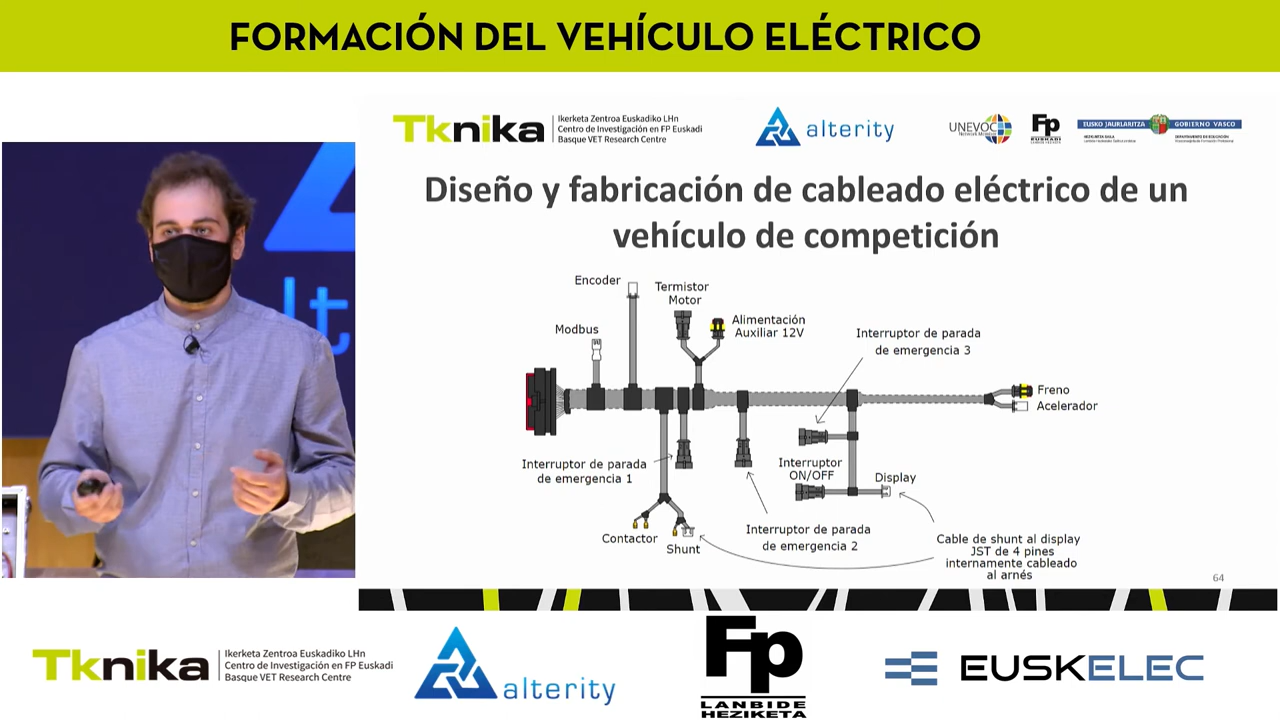 FORMACIÓN DEL VEHÍCULO ELÉCTRICO
Tknika
Ikerketa Zentroa Euskadiko LHn
Centro de Investigación en FP Euskadi
Basque VET Research Centre
alterity
UNEVOC
Fp
EUSKADI
EUSKO JAURLARITZA
GOBIERNO VASCO
Diseño y fabricación de cableado eléctrico de un
vehículo de competición
Encoder
Termistor
Motor
Alimentación
Auxiliar 12V
Modbus
Interruptor de parada
de emergencia 3
Freno
Acelerador
Interruptor de parada
de emergencia 1
Interruptor
ON/OFF
Display
Contactor
Shunt
Interruptor de parada
de emergencia 2
Cable de shunt al display
JST de 4 pines
internamente cableado
al arnés
64
lt
Tknika
Ikerketa Zentroa Euskadiko LHn
Centro de Investigación en FP Euskadi
Basque VET Research Centre
alterity
Fp
LANBIDE
HEZIKETA
EUSKELEC